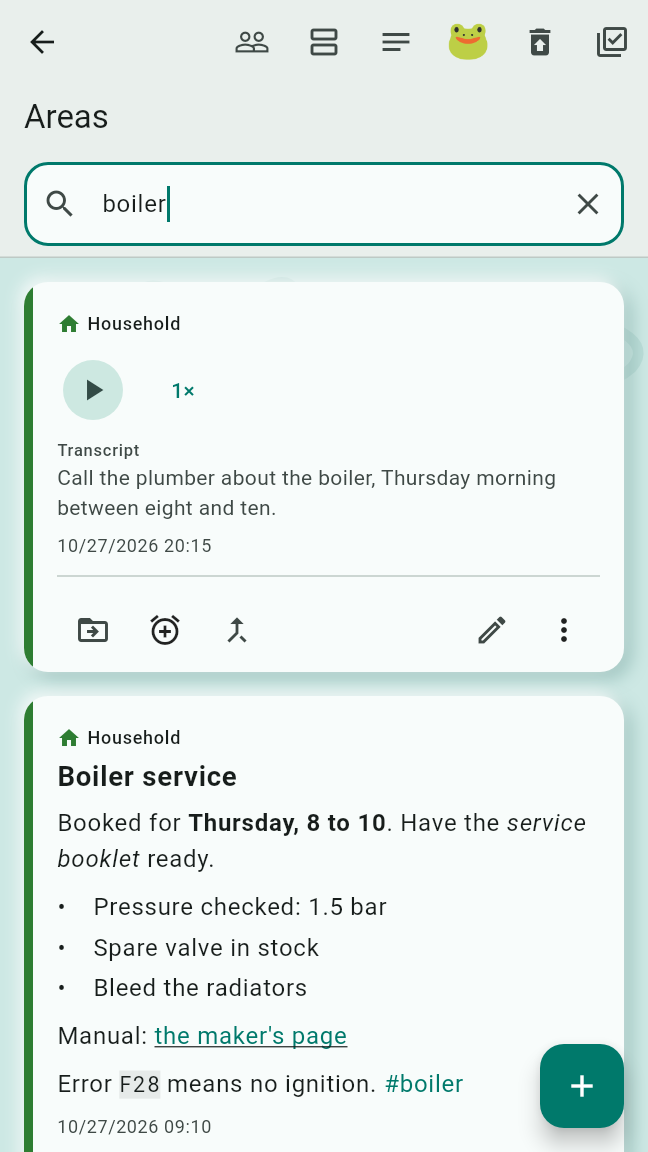 Areas
boiler
Household
1×
Transcript
Call the plumber about the boiler, Thursday morning
between eight and ten.
10/27/2026 20:15
Household
Boiler service
Booked for Thursday, 8 to 10. Have the service
booklet ready.
• Pressure checked: 1.5 bar
• Spare valve in stock
• Bleed the radiators
Manual: the maker's page
Error F28 means no ignition. #boiler
10/27/2026 09:10